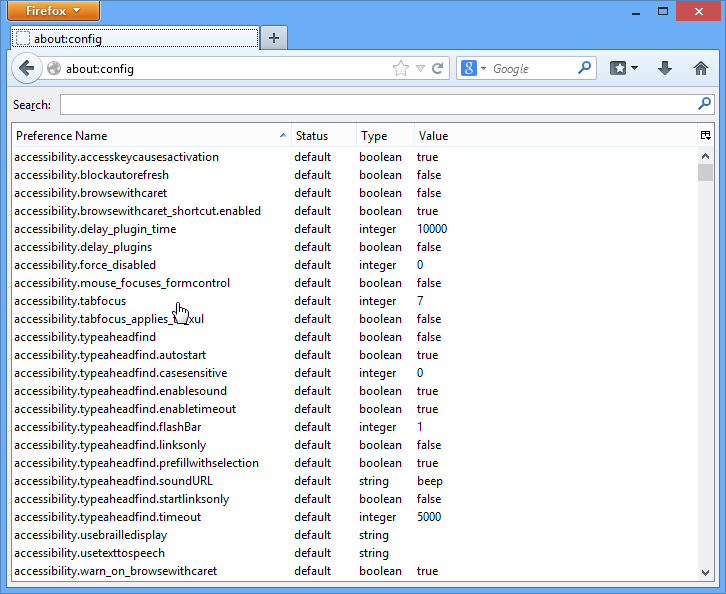 Firefox
about:config
about:config
Google
Search:
Preference Name Status Type Value
accessibility.accesskeycausesactivation default boolean true
accessibility.blockautorefresh default boolean false
accessibility.browsewithcaret default boolean false
accessibility.browsewithcaret_shortcut.enabled default boolean true
accessibility.delay_plugin_time default integer 10000
accessibility.delay_plugins default boolean false
accessibility.force_disabled default integer 0
accessibility.mouse_focuses_formcontrol default boolean false
accessibility.tabfocus default integer 7
accessibility.tabfocus_applies_to_xul default boolean false
accessibility.typeaheadfind default boolean false
accessibility.typeaheadfind.autostart default boolean true
accessibility.typeaheadfind.casesensitive default integer 0
accessibility.typeaheadfind.enablesound default boolean true
accessibility.typeaheadfind.enabletimeout default boolean true
accessibility.typeaheadfind.flashBar default integer 1
accessibility.typeaheadfind.linksonly default boolean false
accessibility.typeaheadfind.prefillwithselection default boolean true
accessibility.typeaheadfind.soundURL default string beep
accessibility.typeaheadfind.startlinksonly default boolean false
accessibility.typeaheadfind.timeout default integer 5000
accessibility.usebrailledisplay default string
accessibility.usetexttospeech default string
accessibility.warn_on_browsewithcaret default boolean true